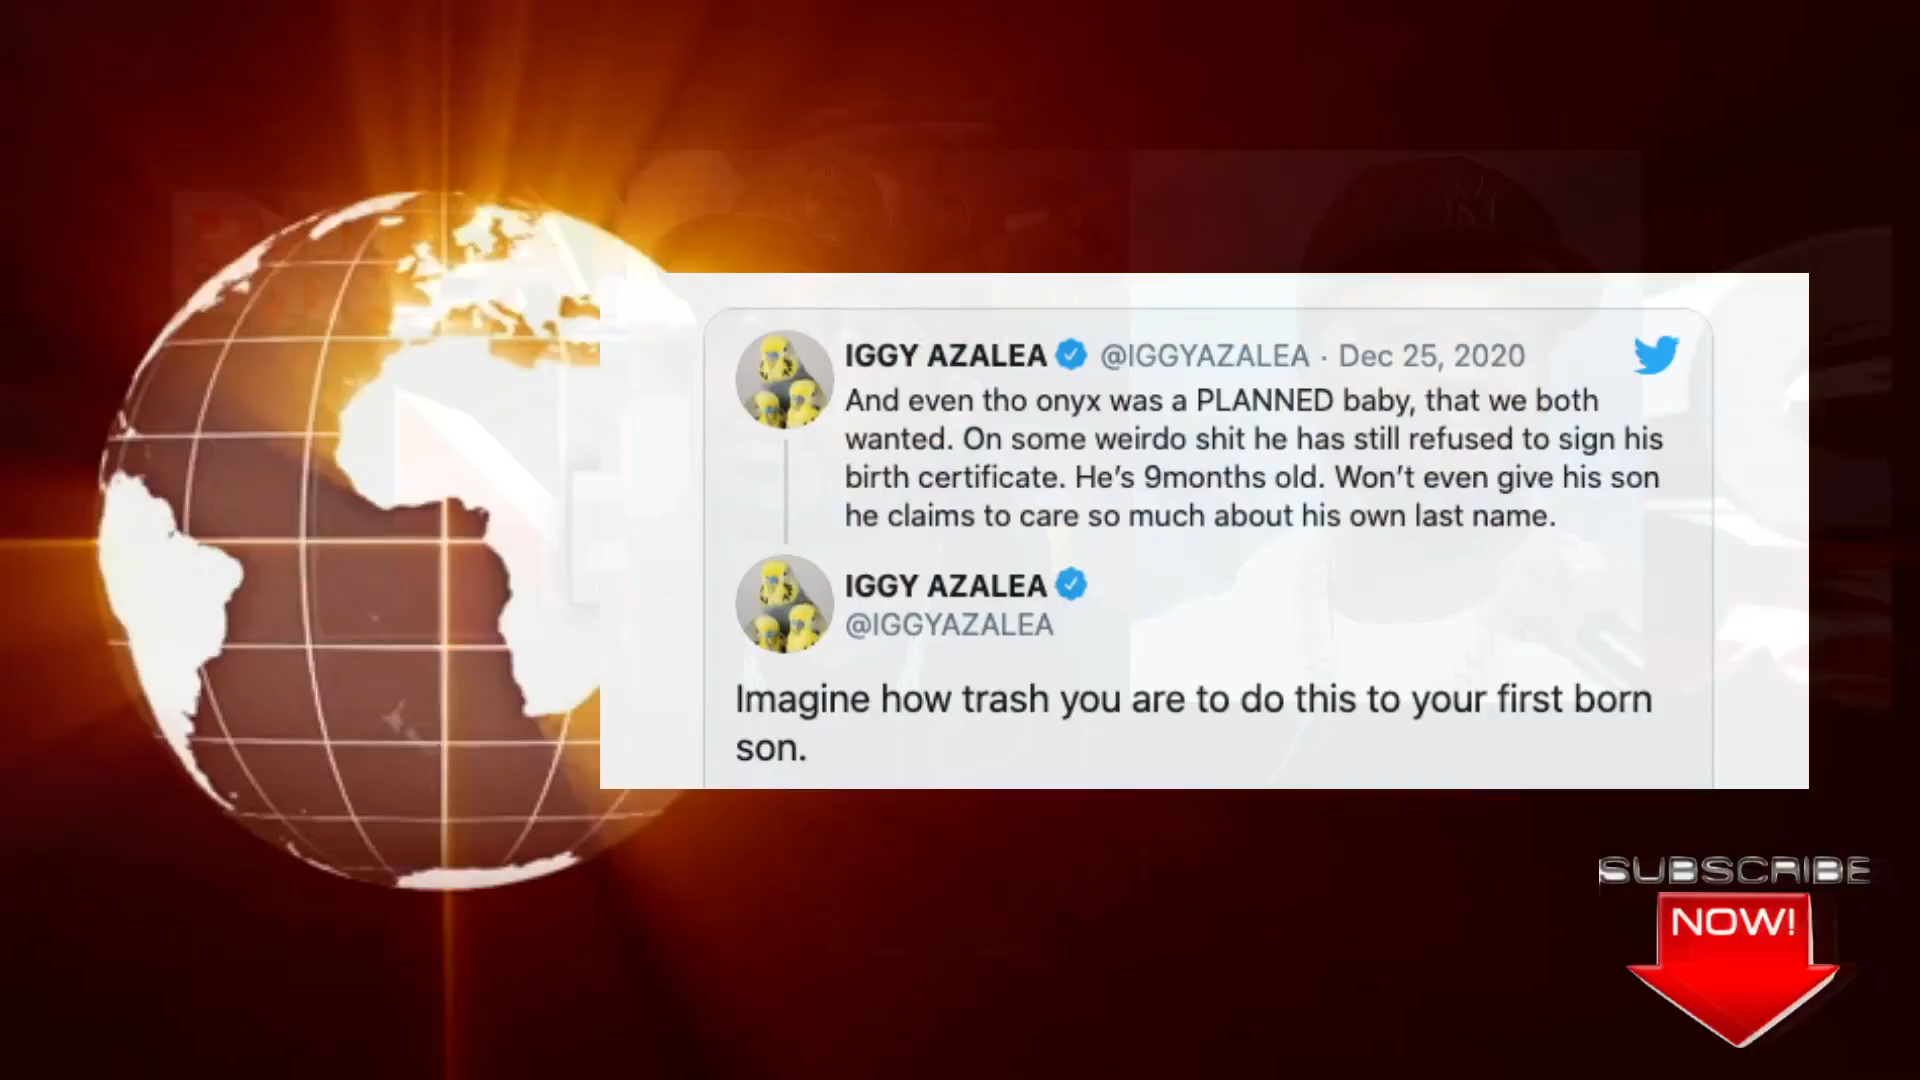 IGGY AZALEA @IGGYAZALEA · Dec 25, 2020
And even tho onyx was a PLANNED baby, that we both
wanted. On some weirdo shit he has still refused to sign his
birth certificate. He’s 9months old. Won’t even give his son
he claims to care so much about his own last name.
IGGY AZALEA
@IGGYAZALEA
Imagine how trash you are to do this to your first born
son.
SUBSCRIBE
NOW!